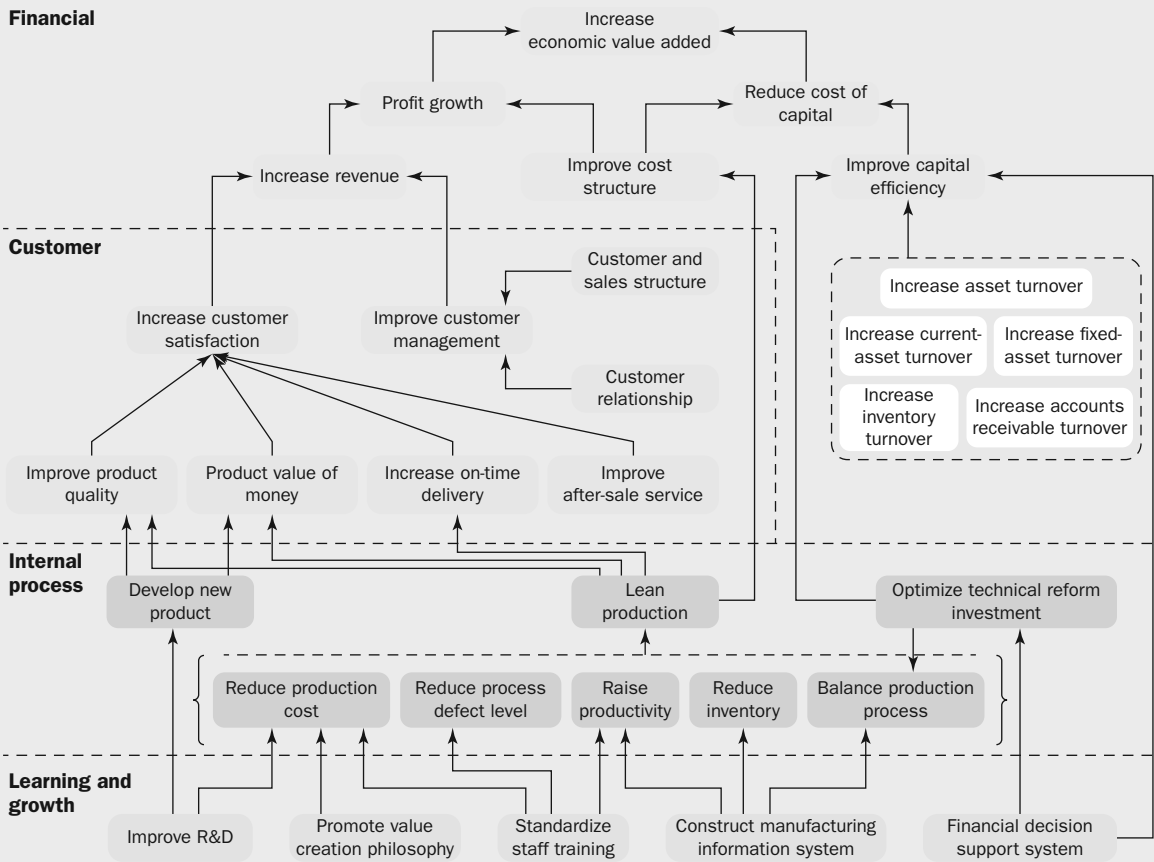 Financial
Increase
economic value added
Profit growth
Reduce cost of
capital
Increase revenue
Improve cost
structure
Improve capital
efficiency
Customer
Customer and
sales structure
Increase customer
satisfaction
Improve customer
management
Customer
relationship
Increase asset turnover
Increase current-
asset turnover
Increase fixed-
asset turnover
Increase
inventory
turnover
Increase accounts
receivable turnover
Improve product
quality
Product value of
money
Increase on-time
delivery
Improve
after-sale service
Internal
process
Develop new
product
Lean
production
Optimize technical reform
investment
Reduce production
cost
Reduce process
defect level
Raise
productivity
Reduce
inventory
Balance production
process
Learning and
growth
Improve R&D
Promote value
creation philosophy
Standardize
staff training
Construct manufacturing
information system
Financial decision
support system